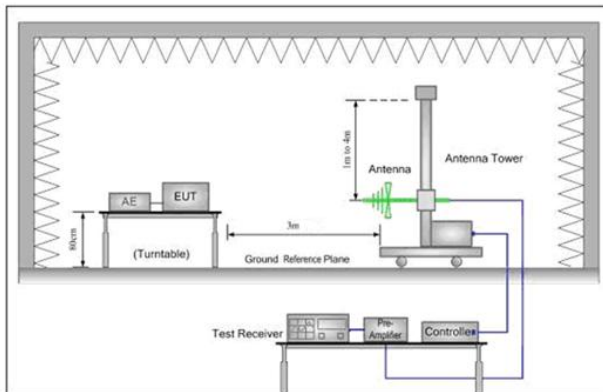 1m to 4m
Antenna
Antenna Tower
AE
EUT
80cm
(Turntable)
3m
Ground Reference Plane
Test Receiver
Pre-
Amplifier
Controller